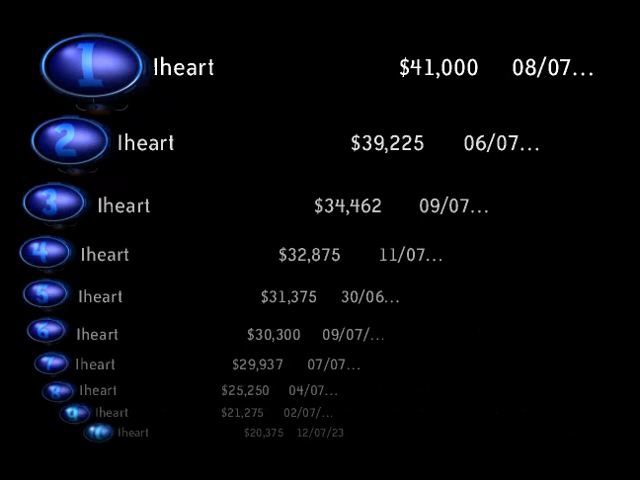 1 Iheart $41,000 08/07...
2 Iheart $39,225 06/07...
3 Iheart $34,462 09/07...
4 Iheart $32,875 11/07...
5 Iheart $31,375 30/06...
6 Iheart $30,300 09/07/...
7 Iheart $29,937 07/07...
8 Iheart $25,250 04/07...
9 Iheart $21,275 02/07/...
10 Iheart $20,375 12/07/23